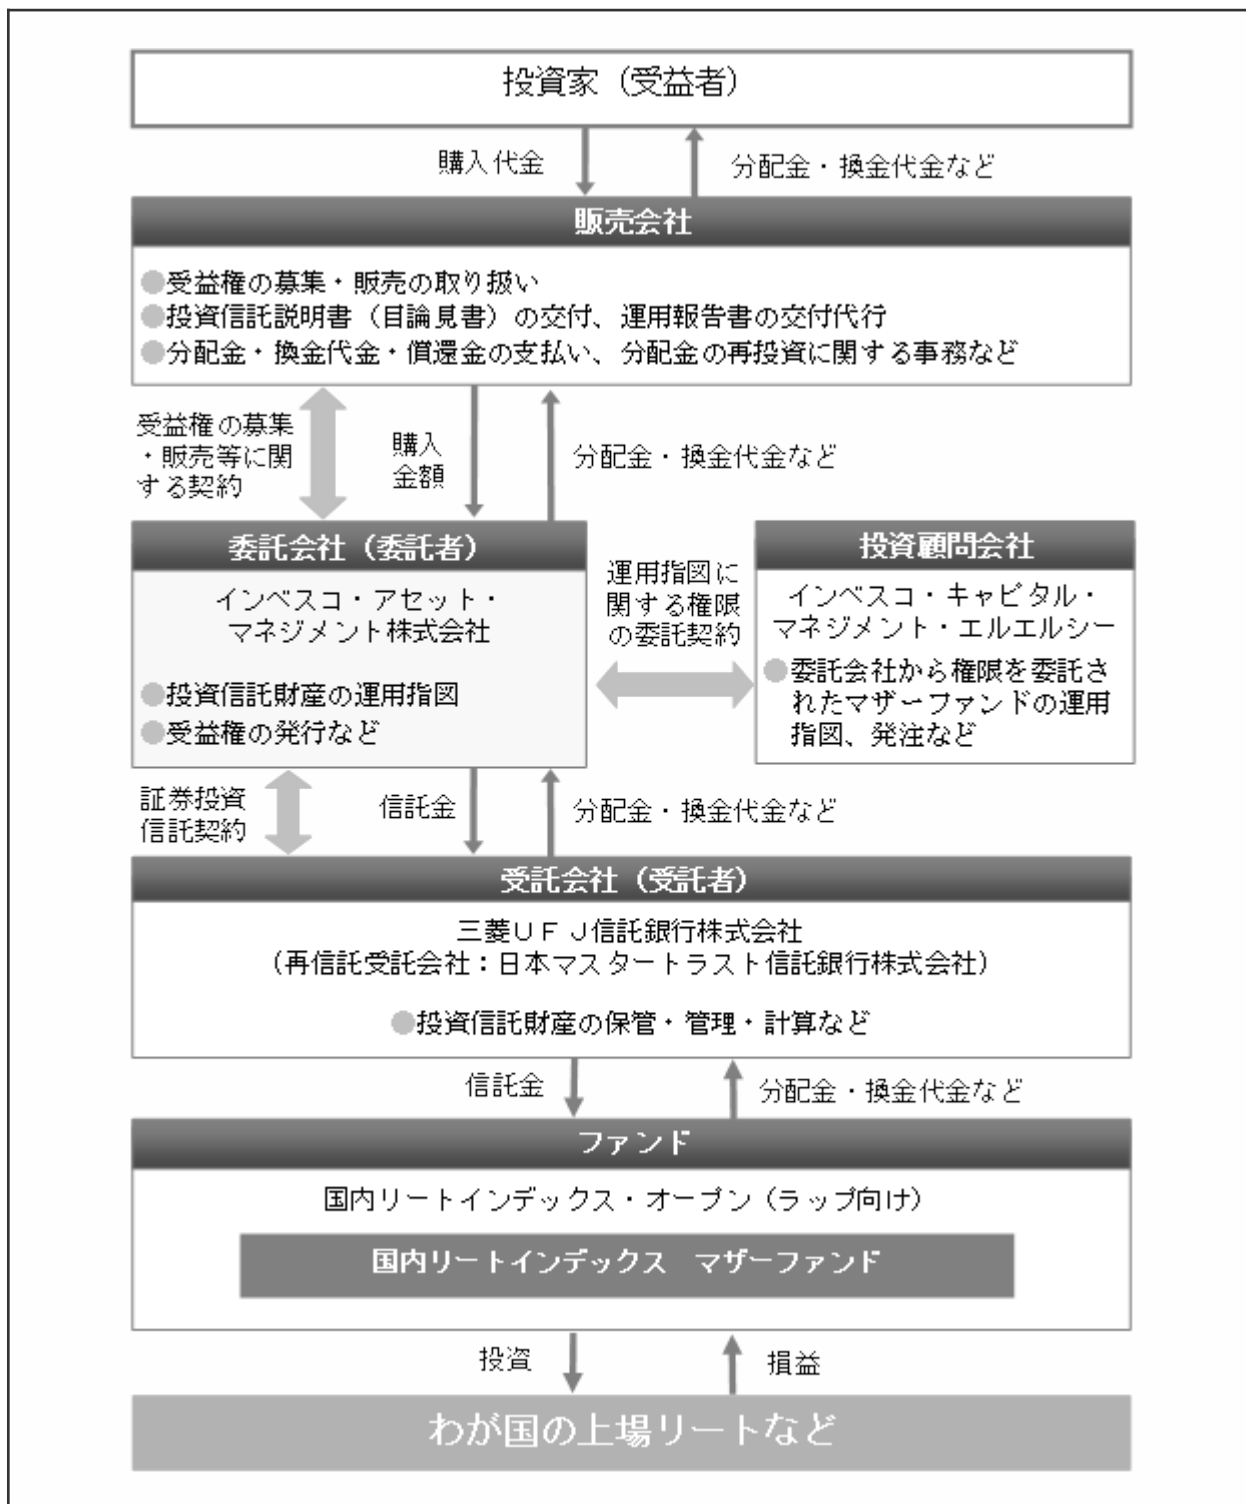 投資家（受益者）
購入代金
分配金・換金代金など
販売会社
●受益権の募集・販売の取り扱い
●投資信託説明書（目論見書）の交付、運用報告書の交付代行
●分配金・換金代金・償還金の支払い、分配金の再投資に関する事務など
受益権の募集
・販売等に関
する契約
購入
金額
分配金・換金代金など
委託会社（委託者）
インベスコ・アセット・
マネジメント株式会社
●投資信託財産の運用指図
●受益権の発行など
運用指図に
関する権限
の委託契約
投資顧問会社
インベスコ・キャピタル・
マネジメント・エルエルシー
●委託会社から権限を委託さ
れたマザーファンドの運用
指図、発注など
証券投資
信託契約
信託金
分配金・換金代金など
受託会社（受託者）
三菱ＵＦＪ信託銀行株式会社
（再信託受託会社：日本マスタートラスト信託銀行株式会社）
●投資信託財産の保管・管理・計算など
信託金
分配金・換金代金など
ファンド
国内リートインデックス・オープン（ラップ向け）
国内リートインデックス　マザーファンド
投資
損益
わが国の上場リートなど